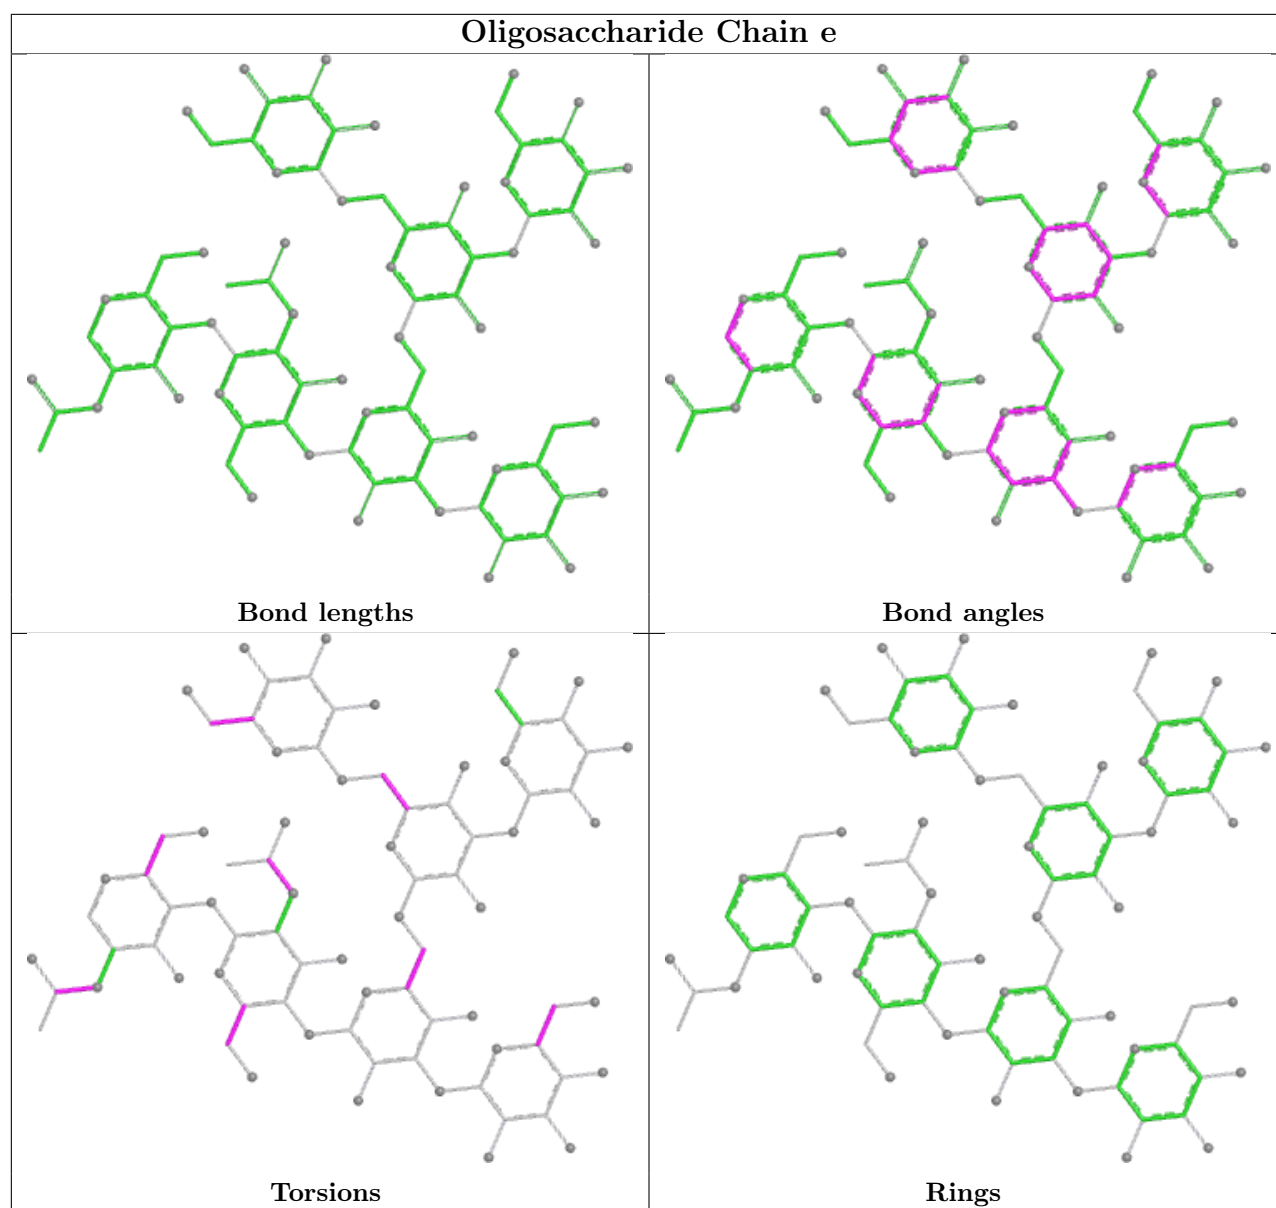 Oligosaccharide Chain e
Bond lengths
Bond angles
Torsions
Rings